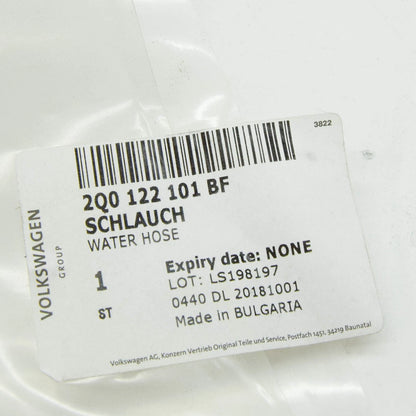 3822
2Q0 122 101 BF
SCHLAUCH
WATER HOSE
VOLKSWAGEN
GROUP
1
ST
Expiry date: NONE
LOT: LS198197
0440 DL 20181001
Made in BULGARIA
Volkswagen AG, Konzern Vertrieb Original Teile und Service, Postfach 1451, 34219 Baunatal